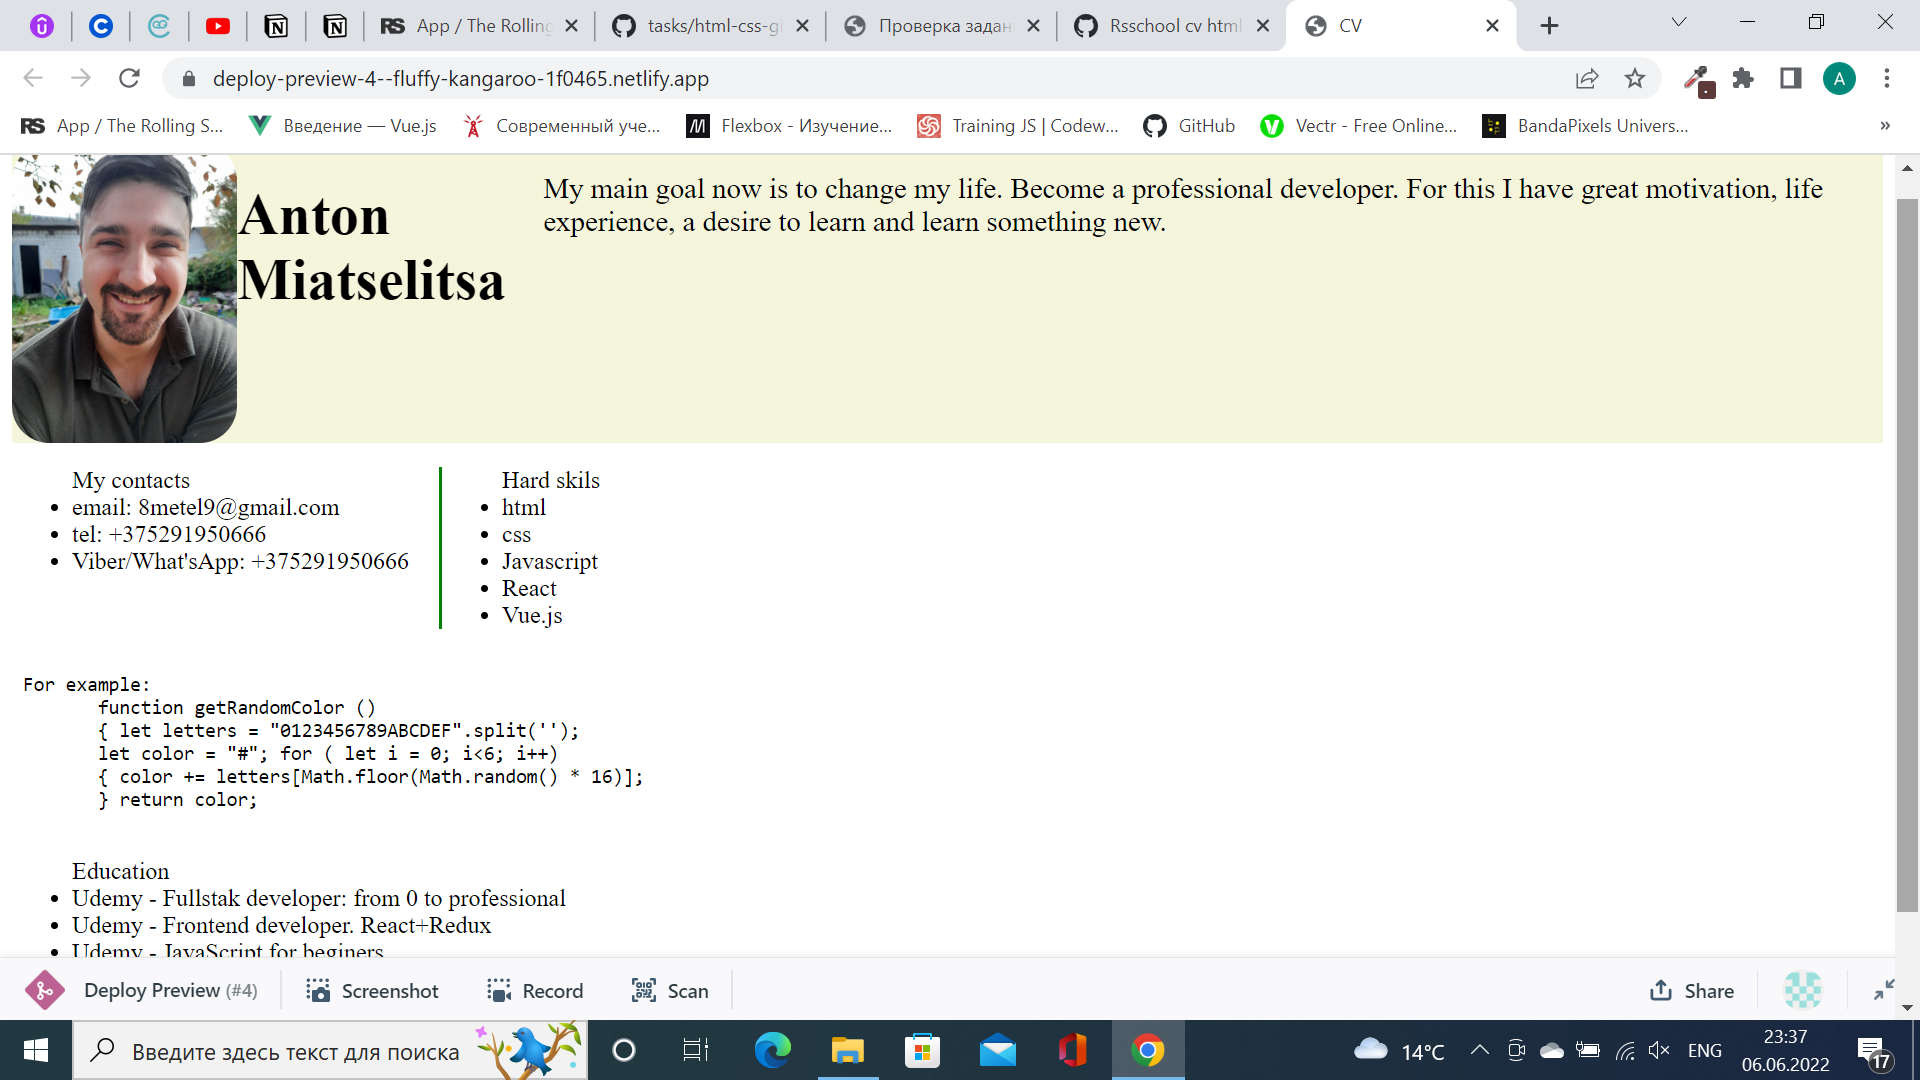 App / The Rolling
tasks/html-css-gi
Проверка задан
Rsschool cv html
CV
deploy-preview-4--fluffy-kangaroo-1f0465.netlify.app
A
RS App / The Rolling S...
Введение — Vue.js
Современный уче...
Flexbox - Изучение...
Training JS | Codew...
GitHub
Vectr - Free Online...
BandaPixels Univers...
»
Anton
Miatselitsa
My main goal now is to change my life. Become a professional developer. For this I have great motivation, life
experience, a desire to learn and learn something new.
My contacts
• email: 8metel9@gmail.com
• tel: +375291950666
• Viber/What'sApp: +375291950666
Hard skils
• html
• css
• Javascript
• React
• Vue.js
For example:
function getRandomColor ()
{ let letters = "0123456789ABCDEF".split('');
let color = "#"; for ( let i = 0; i<6; i++)
{ color += letters[Math.floor(Math.random() * 16)];
} return color;
Education
• Udemy - Fullstak developer: from 0 to professional
• Udemy - Frontend developer. React+Redux
• Udemy - JavaScript for beginers
Deploy Preview (#4)
Screenshot
Record
Scan
Share
Введите здесь текст для поиска
14°C
ENG
23:37
06.06.2022
17